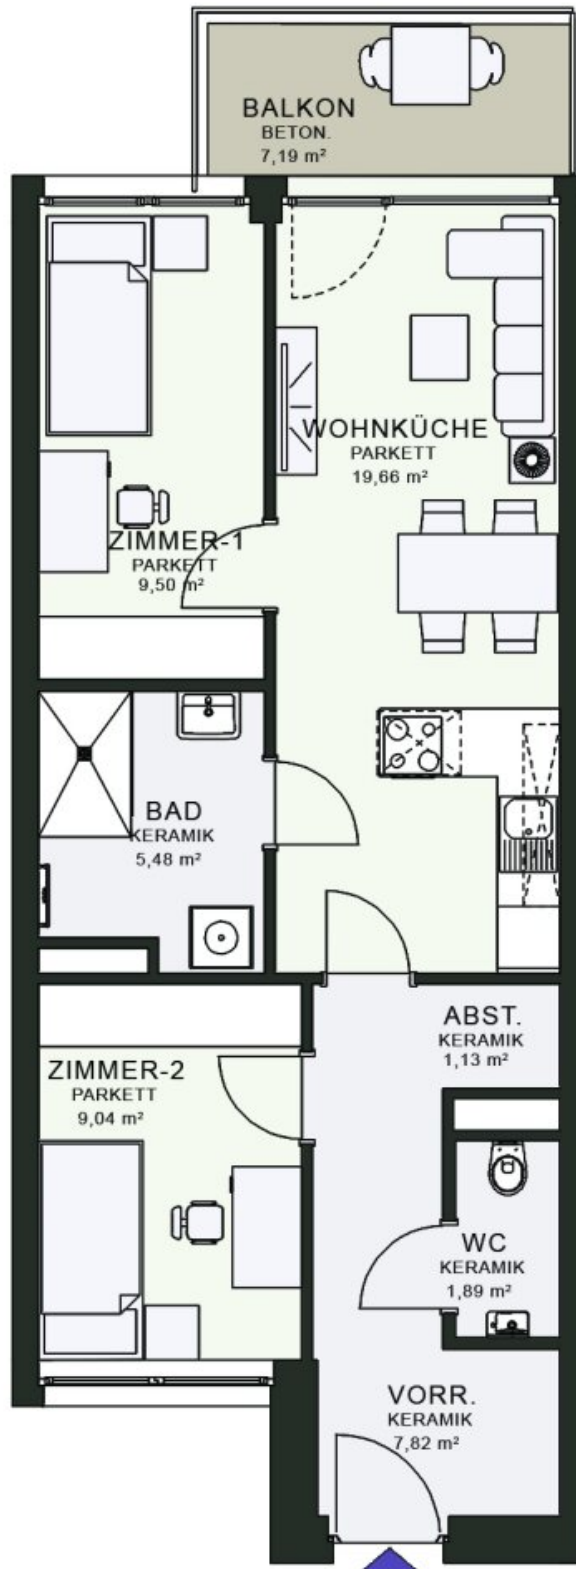 BALKON
BETON.
7,19 m²
WOHNKÜCHE
PARKETT
19,66 m²
ZIMMER-1
PARKETT
9,50 m²
BAD
KERAMIK
5,48 m²
ABST.
KERAMIK
1,13 m²
ZIMMER-2
PARKETT
9,04 m²
WC
KERAMIK
1,89 m²
VORR.
KERAMIK
7,82 m²